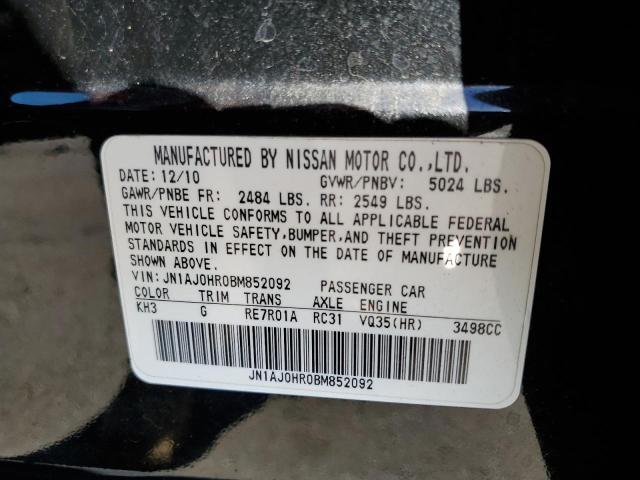 MANUFACTURED BY NISSAN MOTOR CO.,LTD.
DATE: 12/10 GVWR/PNBV: 5024 LBS.
GAWR/PNBE FR: 2484 LBS. RR: 2549 LBS.
THIS VEHICLE CONFORMS TO ALL APPLICABLE FEDERAL
MOTOR VEHICLE SAFETY,BUMPER,AND THEFT PREVENTION
STANDARDS IN EFFECT ON THE DATE OF MANUFACTURE
SHOWN ABOVE.
VIN: JN1AJ0HR0BM852092 PASSENGER CAR
COLOR TRIM TRANS AXLE ENGINE
KH3 G RE7R01A RC31 VQ35(HR) 3498CC
JN1AJ0HR0BM852092